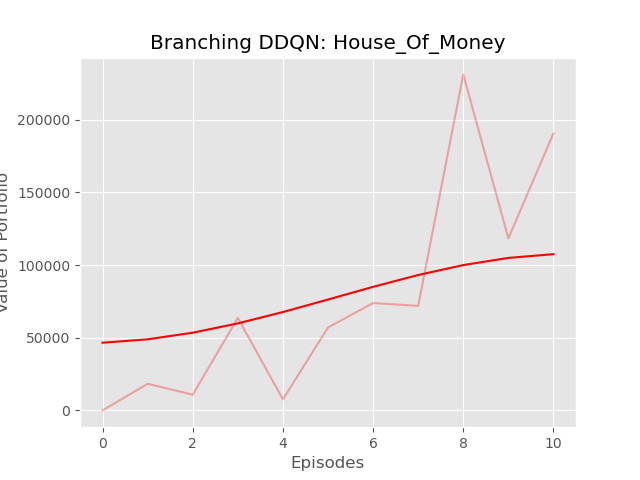 Branching DDQN: House_Of_Money
Value of Portfolio
200000
150000
100000
50000
0
0 2 4 6 8 10
Episodes